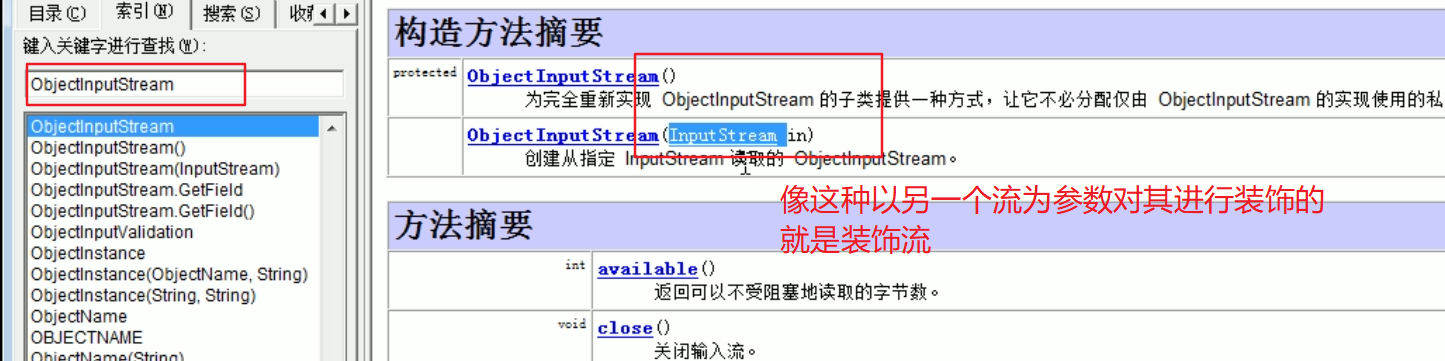 目录(C) 索引(N) 搜索(S)
键入关键字进行查找(W):
ObjectInputStream
ObjectInputStream
ObjectInputStream()
ObjectInputStream(InputStream)
ObjectInputStream.GetField
ObjectInputStream.GetField()
ObjectInputValidation
ObjectInstance
ObjectInstance(ObjectName, String)
ObjectInstance(String, String)
ObjectName
OBJECTNAME
ObjectName(String)
构造方法摘要
protected ObjectInputStream()
为完全重新实现 ObjectInputStream 的子类提供一种方式，让它不必分配仅由 ObjectInputStream 的实现使用的私
ObjectInputStream(InputStream in)
创建从指定 InputStream 读取的 ObjectInputStream。
像这种以另一个流为参数对其进行装饰的
就是装饰流
方法摘要
int available()
返回可以不受阻塞地读取的字节数。
void close()
关闭输入流。